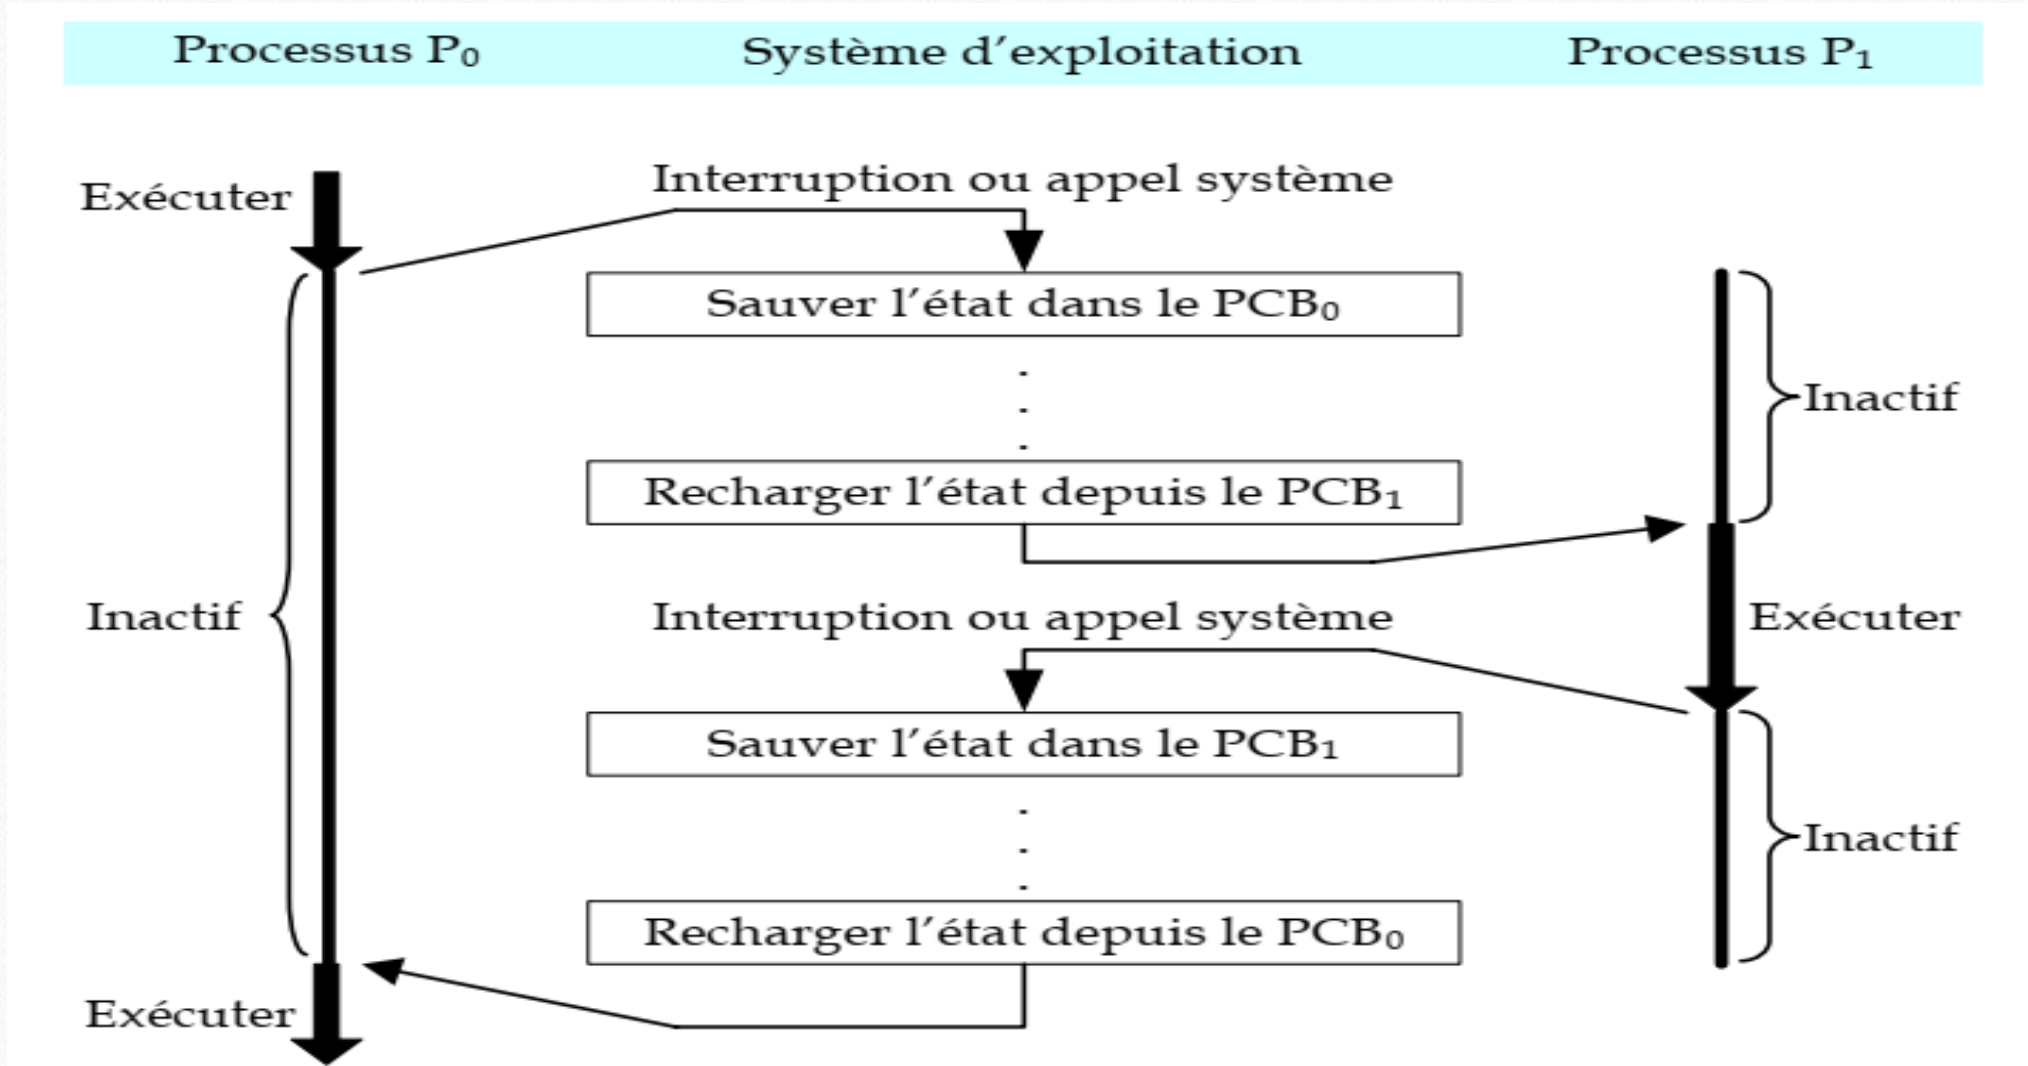 Processus P₀ Système d’exploitation Processus P₁
Interruption ou appel système
Exécuter
Sauver l’état dans le PCB₀
Inactif
Recharger l’état depuis le PCB₁
Inactif Interruption ou appel système Exécuter
Sauver l’état dans le PCB₁
Inactif
Recharger l’état depuis le PCB₀
Exécuter